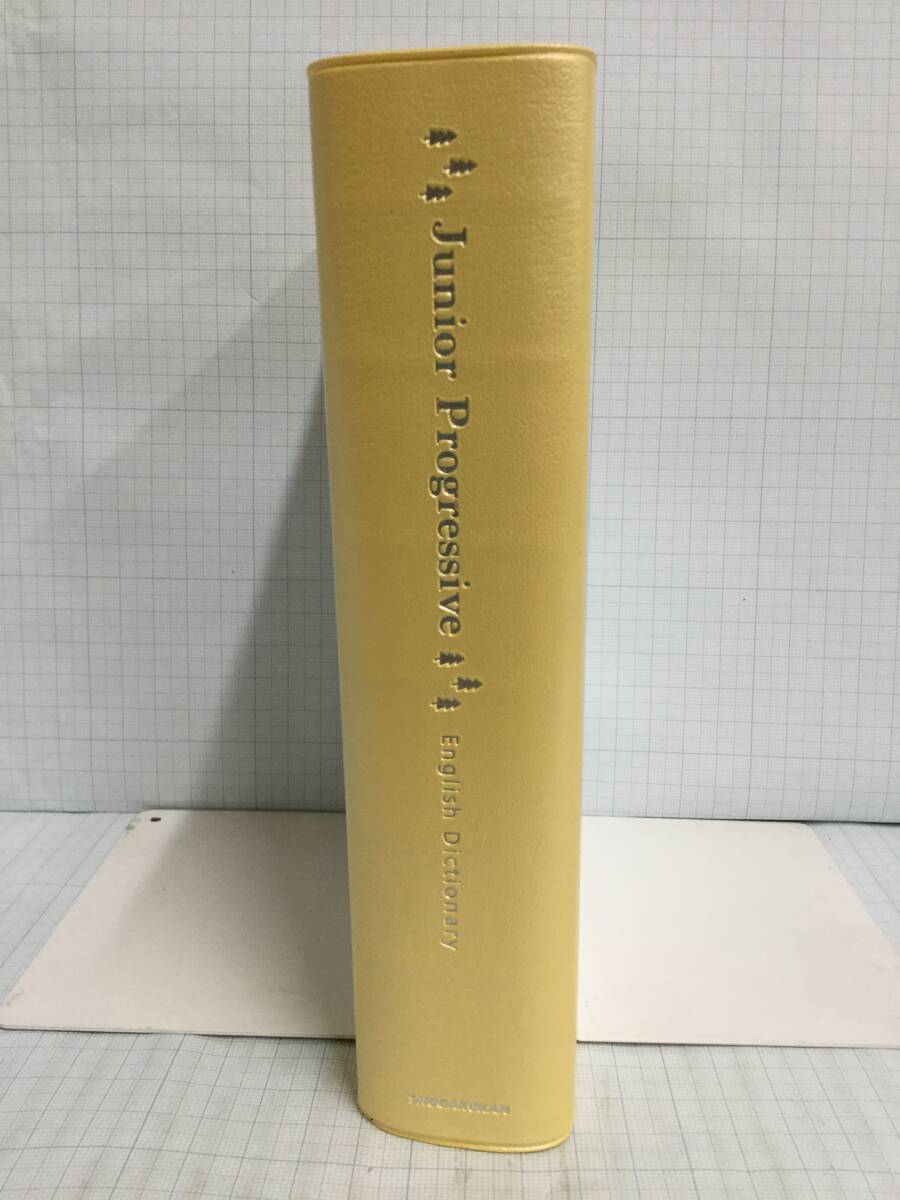 Junior Progressive
English Dictionary
SHOGAKUKAN